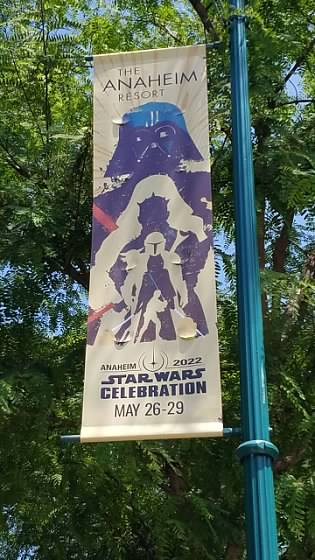 THE
ANAHEIM
RESORT
ANAHEIM 2022
STAR WARS
CELEBRATION
MAY 26-29